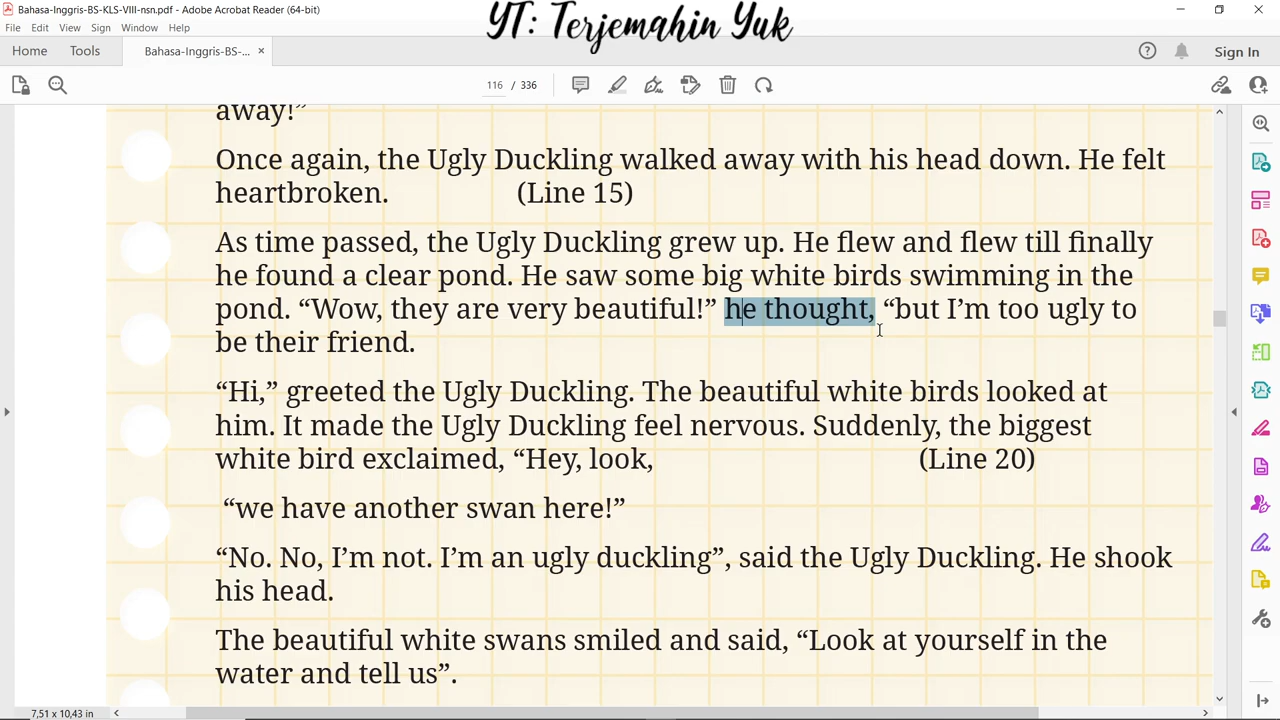 Bahasa-Inggris-BS-KLS-VIII-nsn.pdf - Adobe Acrobat Reader (64-bit)
YT: Terjemahin Yuk
File Edit View Sign Window Help
Home Tools Bahasa-Inggris-BS-... × Sign In
116 / 336
away!”
Once again, the Ugly Duckling walked away with his head down. He felt
heartbroken. (Line 15)
As time passed, the Ugly Duckling grew up. He flew and flew till finally
he found a clear pond. He saw some big white birds swimming in the
pond. “Wow, they are very beautiful!” he thought, “but I’m too ugly to
be their friend.
“Hi,” greeted the Ugly Duckling. The beautiful white birds looked at
him. It made the Ugly Duckling feel nervous. Suddenly, the biggest
white bird exclaimed, “Hey, look, (Line 20)
“we have another swan here!”
“No. No, I’m not. I’m an ugly duckling”, said the Ugly Duckling. He shook
his head.
The beautiful white swans smiled and said, “Look at yourself in the
water and tell us”.
7,51 x 10,43 in